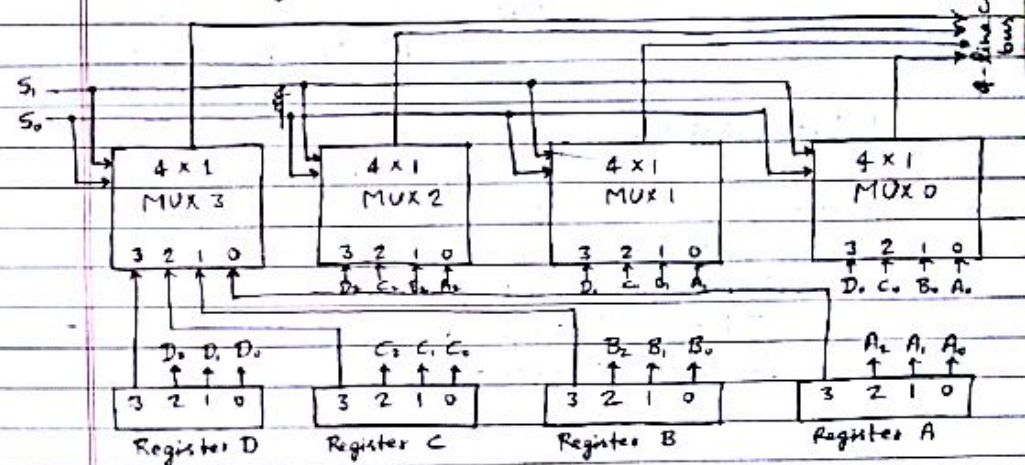 4-line c
bus
S₁
S₀
4 × 1 4 × 1 4 × 1 4 × 1
MUX 3 MUX 2 MUX 1 MUX 0
3 2 1 0 3 2 1 0 3 2 1 0 3 2 1 0
D₂ C₂ B₂ A₂ D₁ C₁ B₁ A₁ D₀ C₀ B₀ A₀
D₂ D₁ D₀ C₂ C₁ C₀ B₂ B₁ B₀ A₂ A₁ A₀
3 2 1 0 3 2 1 0 3 2 1 0 3 2 1 0
Register D Register C Register B Register A